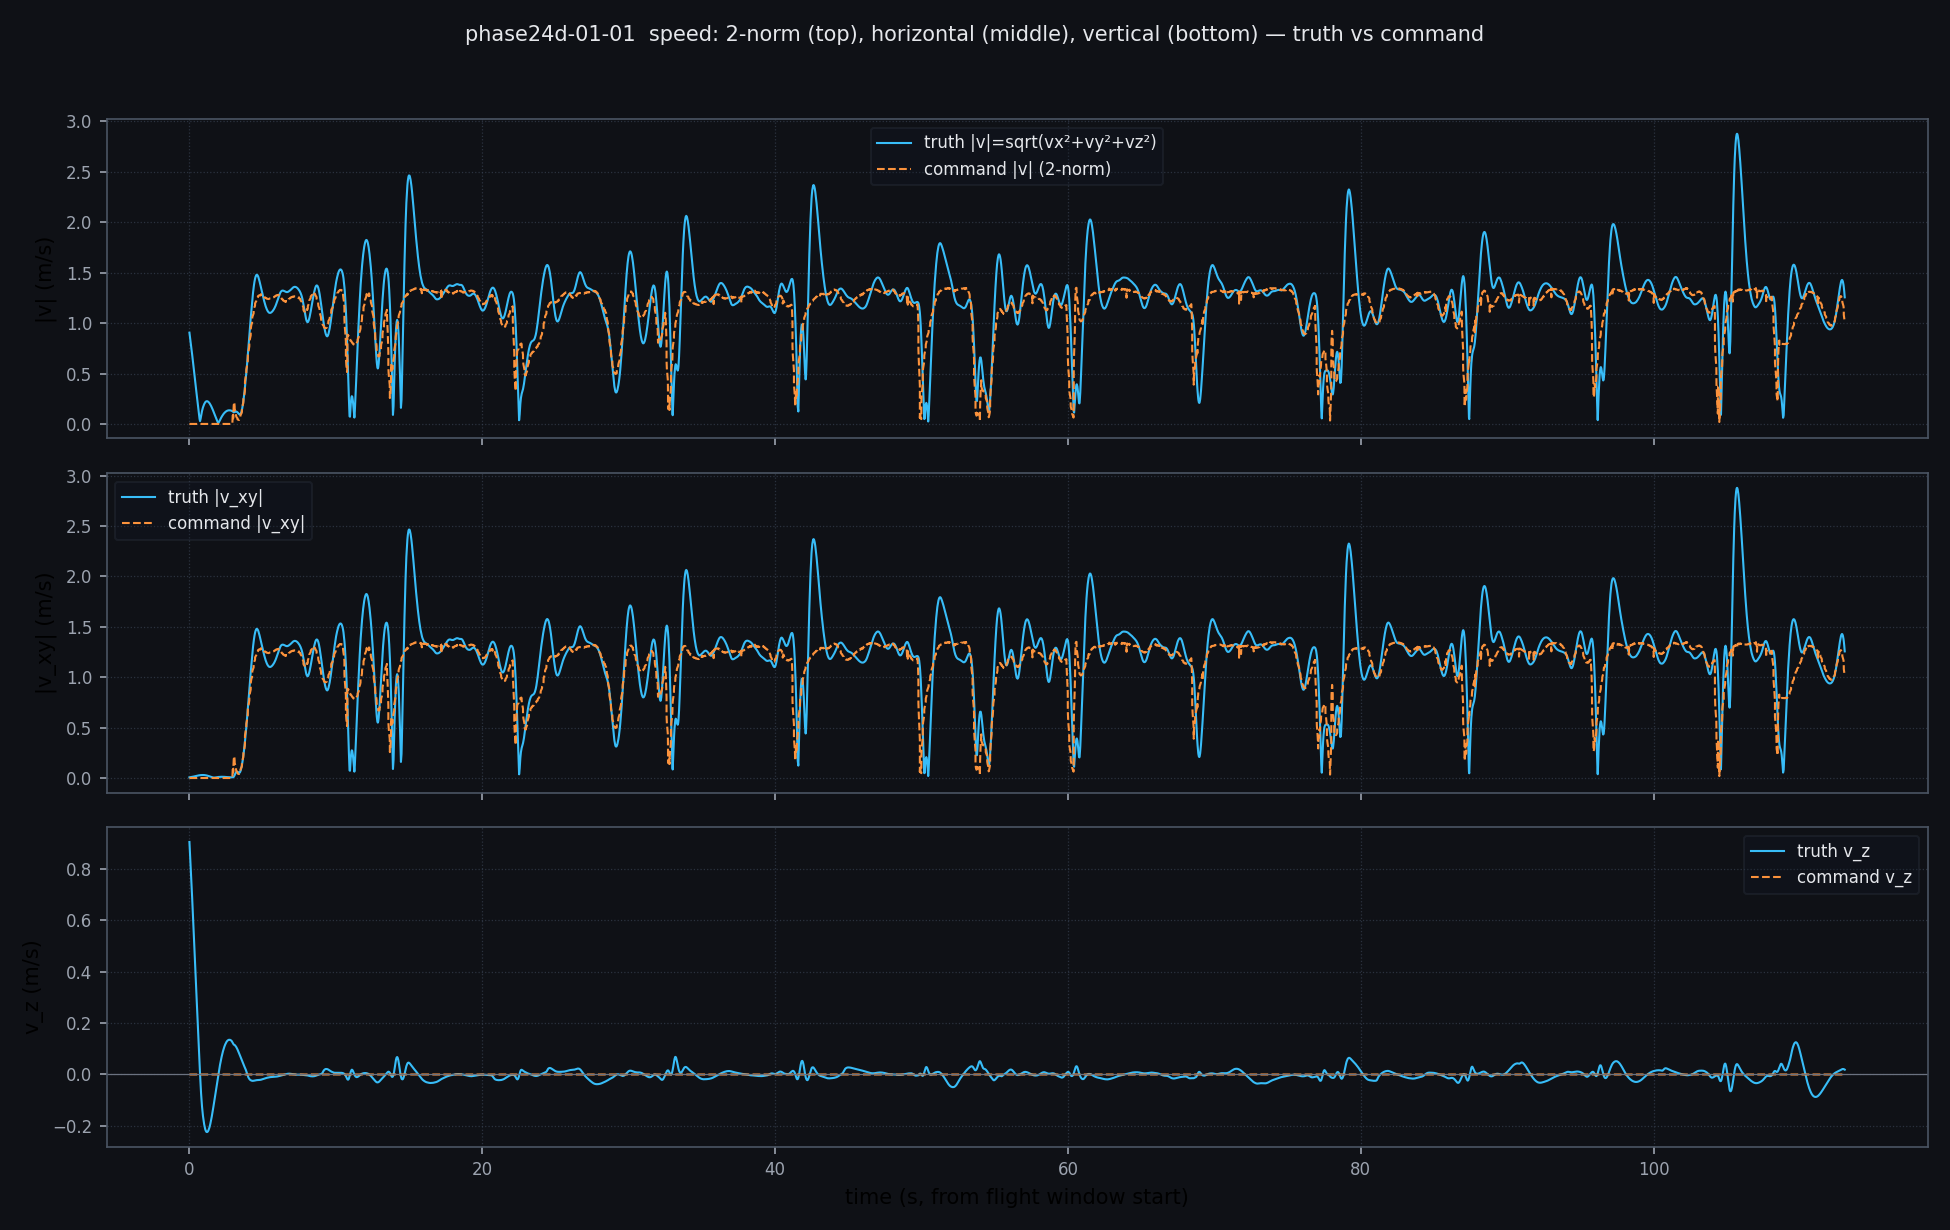 phase24d-01-01  speed: 2-norm (top), horizontal (middle), vertical (bottom) — truth vs command
3.0
2.5
2.0
1.5
1.0
0.5
0.0
|v| (m/s)
truth |v|=sqrt(vx²+vy²+vz²)
command |v| (2-norm)
3.0
2.5
2.0
1.5
1.0
0.5
0.0
|v_xy| (m/s)
truth |v_xy|
command |v_xy|
0.8
0.6
0.4
0.2
0.0
−0.2
v_z (m/s)
truth v_z
command v_z
0 20 40 60 80 100
time (s, from flight window start)